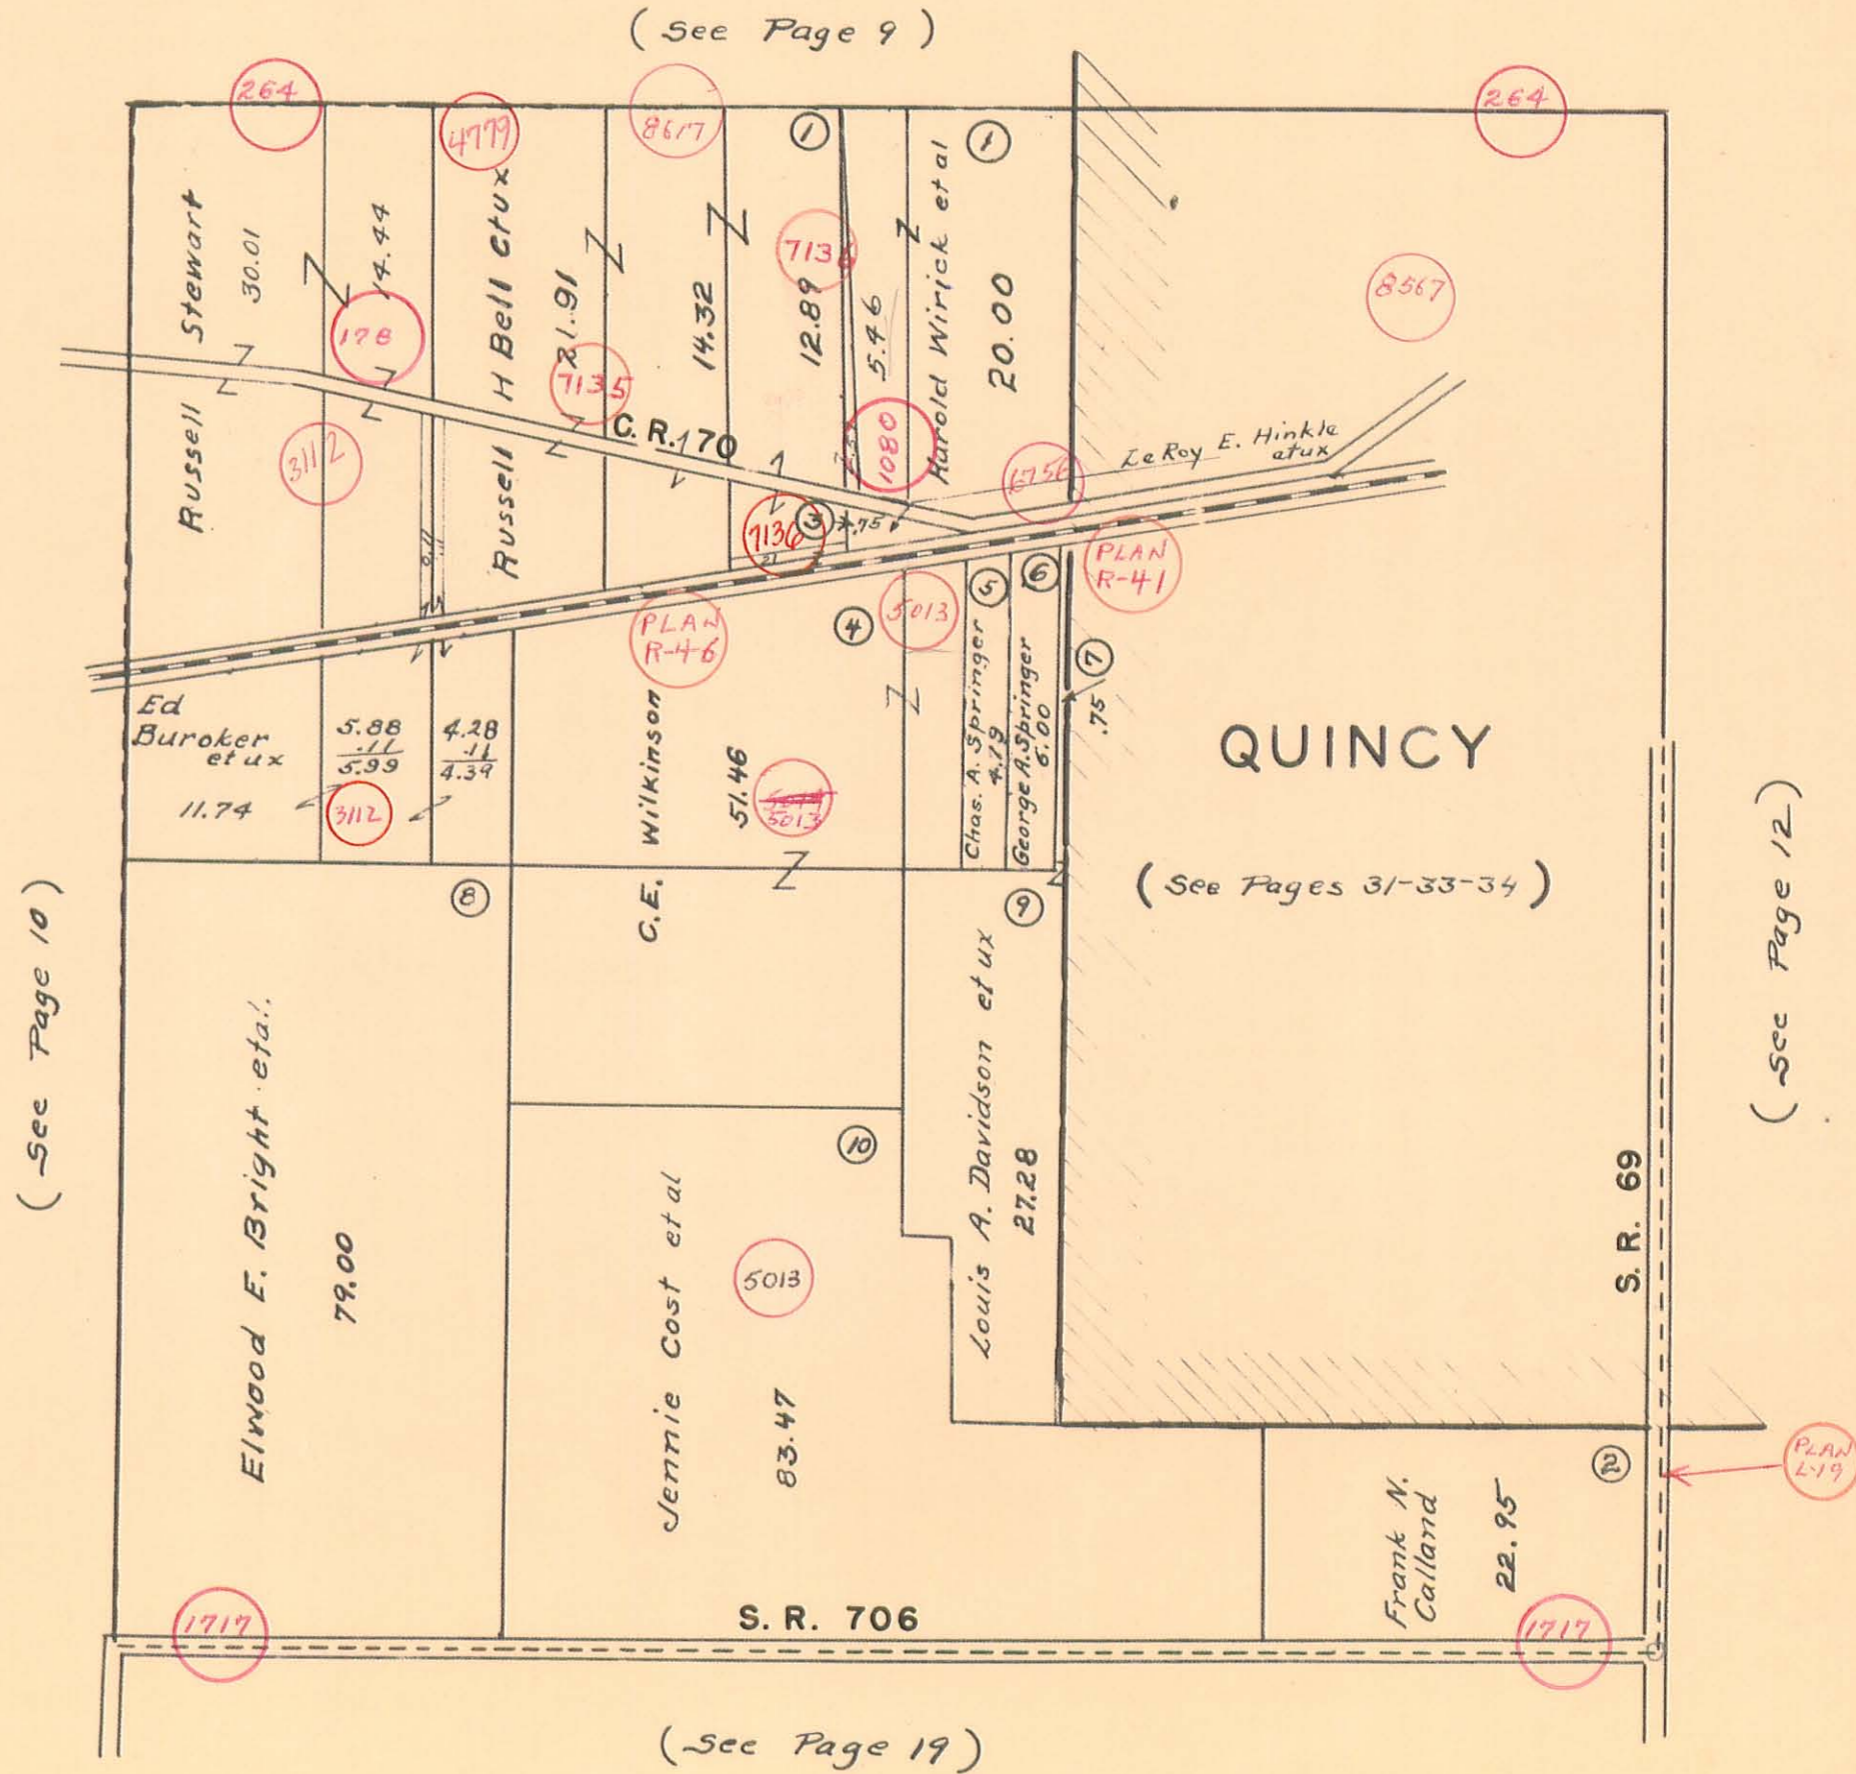 (See Page 9)
264
4779
8617
1
1
264
Russell Stewart
30.01
14.44
178
Russell H Bell etux
21.91
7135
14.32
12.89
7136
5.46
1080
Harold Wirick et al
20.00
8567
C. R. 70
3112
LeRoy E. Hinkle
etux
6756
7136
3
.75
PLAN
R-41
PLAN
R-46
4
5013
5
6
7
.75
Ed
Buroker
et ux
11.74
5.88
.11
5.99
3112
4.28
.11
4.39
C.E. Wilkinson
51.46
5013
Chas. A. Springer
4.79
George A. Springer
6.00
QUINCY
(See Pages 31-33-34)
(See Page 10)
(See Page 12)
8
9
Elwood E. Bright etal.
79.00
10
Jennie Cost et al
5013
83.47
Louis A. Davidson et ux
27.28
S. R. 69
2
Frank N.
Calland
22.95
PLAN
L-19
1717
S. R. 706
1717
(See Page 19)